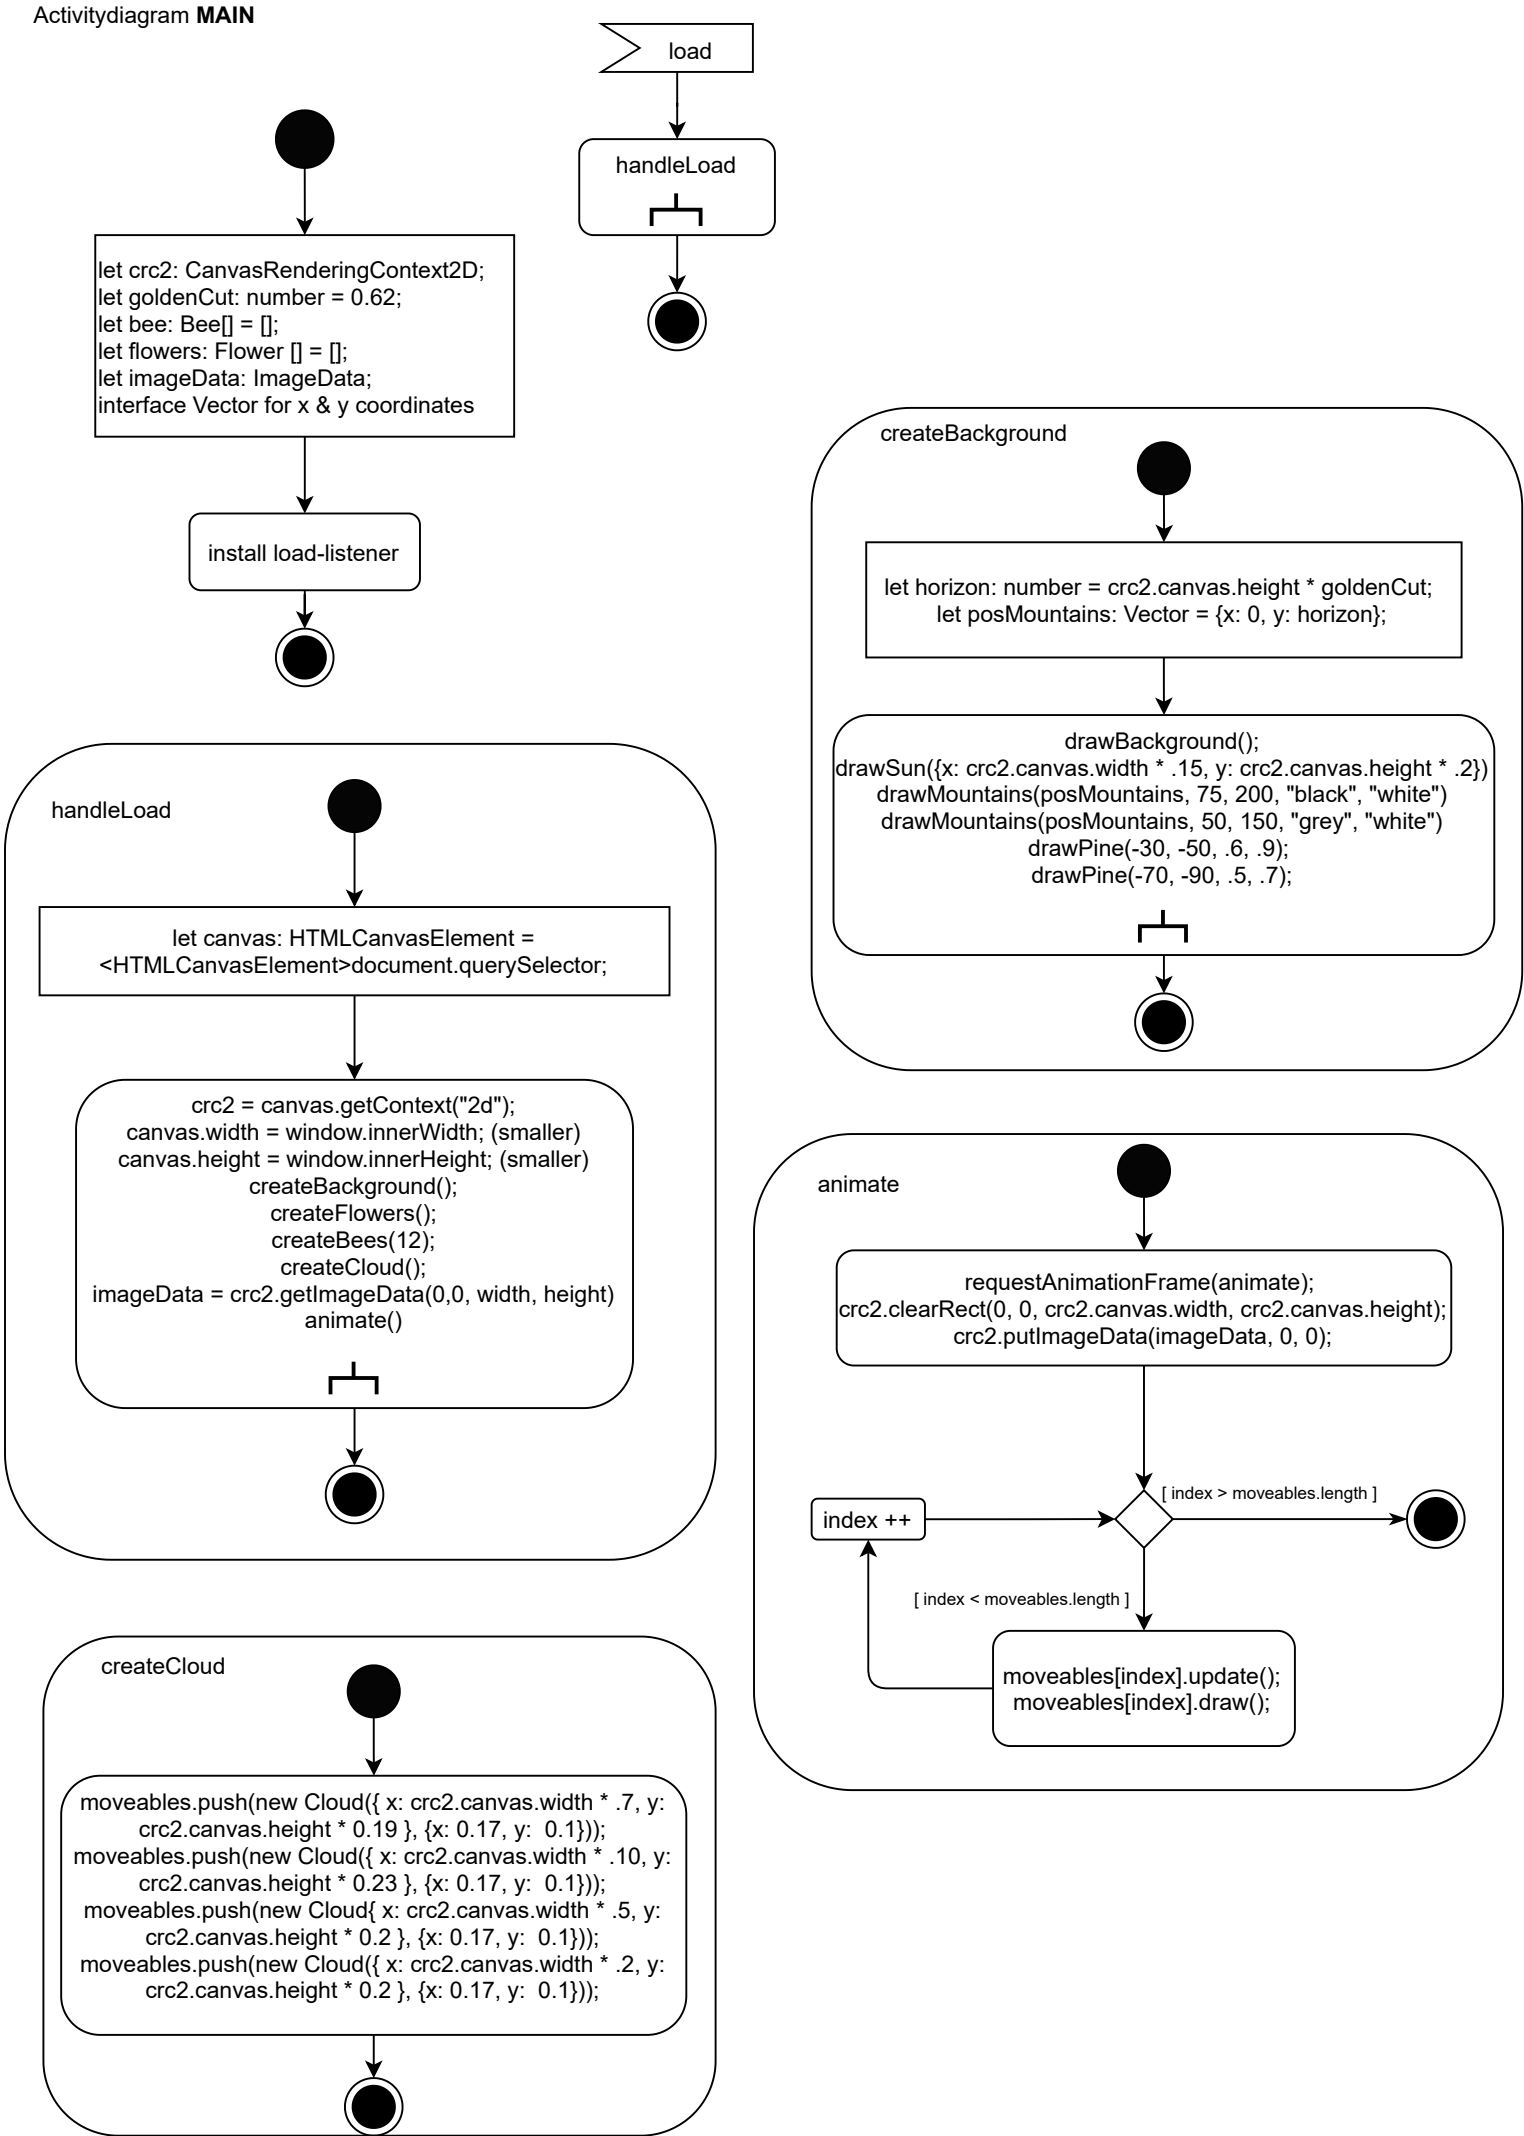 Activitydiagram MAIN
load
handleLoad
let crc2: CanvasRenderingContext2D;
let goldenCut: number = 0.62;
let bee: Bee[] = [];
let flowers: Flower [] = [];
let imageData: ImageData;
interface Vector for x & y coordinates
install load-listener
createBackground
let horizon: number = crc2.canvas.height * goldenCut;
let posMountains: Vector = {x: 0, y: horizon};
drawBackground();
drawSun({x: crc2.canvas.width * .15, y: crc2.canvas.height * .2})
drawMountains(posMountains, 75, 200, "black", "white")
drawMountains(posMountains, 50, 150, "grey", "white")
drawPine(-30, -50, .6, .9);
drawPine(-70, -90, .5, .7);
handleLoad
let canvas: HTMLCanvasElement =
<HTMLCanvasElement>document.querySelector;
crc2 = canvas.getContext("2d");
canvas.width = window.innerWidth; (smaller)
canvas.height = window.innerHeight; (smaller)
createBackground();
createFlowers();
createBees(12);
createCloud();
imageData = crc2.getImageData(0,0, width, height)
animate()
animate
requestAnimationFrame(animate);
crc2.clearRect(0, 0, crc2.canvas.width, crc2.canvas.height);
crc2.putImageData(imageData, 0, 0);
[ index > moveables.length ]
index ++
[ index < moveables.length ]
moveables[index].update();
moveables[index].draw();
createCloud
moveables.push(new Cloud({ x: crc2.canvas.width * .7, y:
crc2.canvas.height * 0.19 }, {x: 0.17, y:  0.1}));
moveables.push(new Cloud({ x: crc2.canvas.width * .10, y:
crc2.canvas.height * 0.23 }, {x: 0.17, y:  0.1}));
moveables.push(new Cloud{ x: crc2.canvas.width * .5, y:
crc2.canvas.height * 0.2 }, {x: 0.17, y:  0.1}));
moveables.push(new Cloud({ x: crc2.canvas.width * .2, y:
crc2.canvas.height * 0.2 }, {x: 0.17, y:  0.1}));